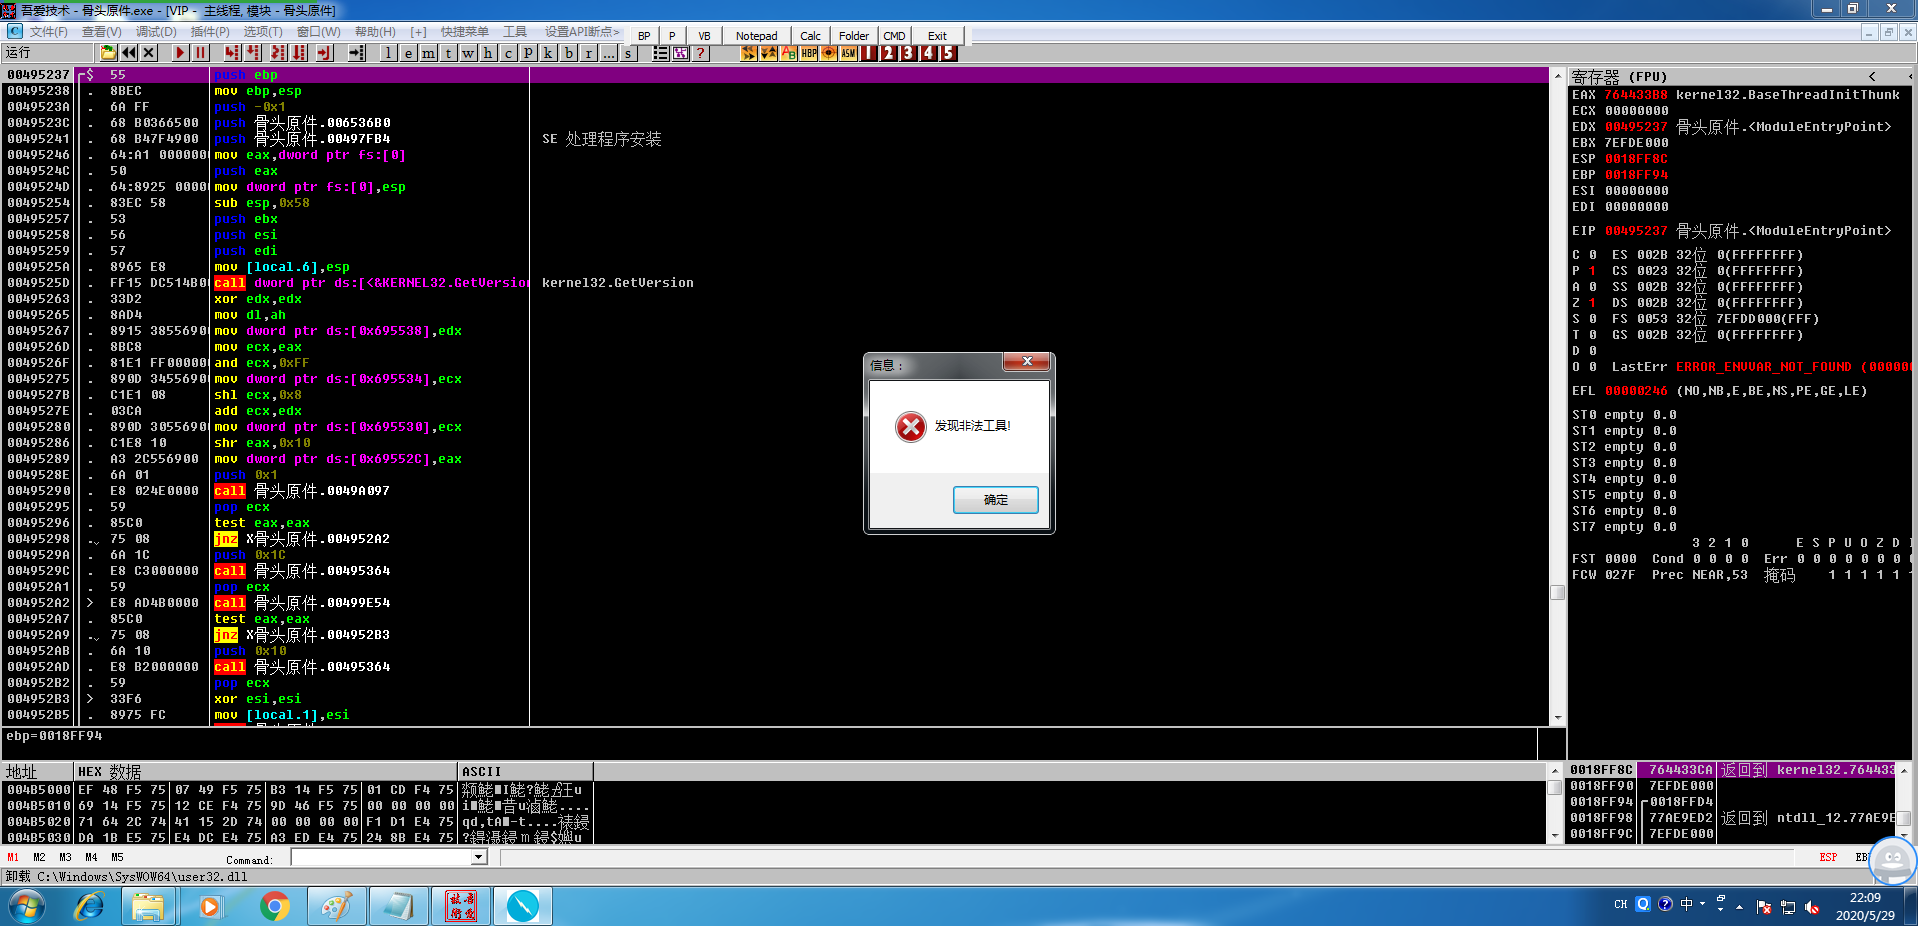 吾爱技术 - 骨头原件.exe - [VIP - 主线程, 模块 - 骨头原件]
文件(F) 查看(V) 调试(D) 插件(P) 选项(T) 窗口(W) 帮助(H) [+] 快捷菜单 工具 设置API断点> BP P VB Notepad Calc Folder CMD Exit
运行 l e m t w h c p k b r ... s ? HBP ASM 1 2 3 4 5
00495237 $ 55 push ebp
00495238 . 8BEC mov ebp,esp
0049523A . 6A FF push -0x1
0049523C . 68 B0366500 push 骨头原件.006536B0
00495241 . 68 B47F4900 push 骨头原件.00497FB4 SE 处理程序安装
00495246 . 64:A1 000000 mov eax,dword ptr fs:[0]
0049524C . 50 push eax
0049524D . 64:8925 0000 mov dword ptr fs:[0],esp
00495254 . 83EC 58 sub esp,0x58
00495257 . 53 push ebx
00495258 . 56 push esi
00495259 . 57 push edi
0049525A . 8965 E8 mov [local.6],esp
0049525D . FF15 DC514B0 call dword ptr ds:[<&KERNEL32.GetVersion kernel32.GetVersion
00495263 . 33D2 xor edx,edx
00495265 . 8AD4 mov dl,ah
00495267 . 8915 38556900 mov dword ptr ds:[0x695538],edx
0049526D . 8BC8 mov ecx,eax
0049526F . 81E1 FF00000 and ecx,0xFF
00495275 . 890D 34556900 mov dword ptr ds:[0x695534],ecx
0049527B . C1E1 08 shl ecx,0x8
0049527E . 03CA add ecx,edx
00495280 . 890D 30556900 mov dword ptr ds:[0x695530],ecx
00495286 . C1E8 10 shr eax,0x10
00495289 . A3 2C556900 mov dword ptr ds:[0x69552C],eax
0049528E . 6A 01 push 0x1
00495290 . E8 024E0000 call 骨头原件.0049A097
00495295 . 59 pop ecx
00495296 . 85C0 test eax,eax
00495298 . 75 08 jnz X骨头原件.004952A2
0049529A . 6A 1C push 0x1C
0049529C . E8 C3000000 call 骨头原件.00495364
004952A1 . 59 pop ecx
004952A2 > E8 AD4B0000 call 骨头原件.00499E54
004952A7 . 85C0 test eax,eax
004952A9 . 75 08 jnz X骨头原件.004952B3
004952AB . 6A 10 push 0x10
004952AD . E8 B2000000 call 骨头原件.00495364
004952B2 . 59 pop ecx
004952B3 > 33F6 xor esi,esi
004952B5 . 8975 FC mov [local.1],esi
ebp=0018FF94
信息：
发现非法工具!
确定
寄存器 (FPU) < <
EAX 764433B8 kernel32.BaseThreadInitThunk
ECX 00000000
EDX 00495237 骨头原件.<ModuleEntryPoint>
EBX 7EFDE000
ESP 0018FF8C
EBP 0018FF94
ESI 00000000
EDI 00000000
EIP 00495237 骨头原件.<ModuleEntryPoint>
C 0 ES 002B 32位 0(FFFFFFFF)
P 1 CS 0023 32位 0(FFFFFFFF)
A 0 SS 002B 32位 0(FFFFFFFF)
Z 1 DS 002B 32位 0(FFFFFFFF)
S 0 FS 0053 32位 7EFDD000(FFF)
T 0 GS 002B 32位 0(FFFFFFFF)
D 0
O 0 LastErr ERROR_ENVVAR_NOT_FOUND (00000
EFL 00000246 (NO,NB,E,BE,NS,PE,GE,LE)
ST0 empty 0.0
ST1 empty 0.0
ST2 empty 0.0
ST3 empty 0.0
ST4 empty 0.0
ST5 empty 0.0
ST6 empty 0.0
ST7 empty 0.0
3 2 1 0 E S P U O Z D I
FST 0000 Cond 0 0 0 0 Err 0 0 0 0 0 0 0 0
FCW 027F Prec NEAR,53 掩码 1 1 1 1 1 1
地址 HEX 数据 ASCII
004B5000 EF 48 F5 75 07 49 F5 75 B3 14 F5 75 01 CD F4 75
004B5010 69 14 F5 75 12 CE F4 75 9D 46 F5 75 00 00 00 00
004B5020 71 64 2C 74 41 15 2D 74 00 00 00 00 F1 D1 E4 75
004B5030 DA 1B E5 75 E4 DC E4 75 A3 ED E4 75 24 8B E4 75
0018FF8C 764433CA 返回到 kernel32.764433
0018FF90 7EFDE000
0018FF94 0018FFD4
0018FF98 77AE9ED2 返回到 ntdll_12.77AE9E
0018FF9C 7EFDE000
M1 M2 M3 M4 M5 Command: ESP EB
卸载 C:\Windows\SysWOW64\user32.dll
CH 中 22:09
2020/5/29